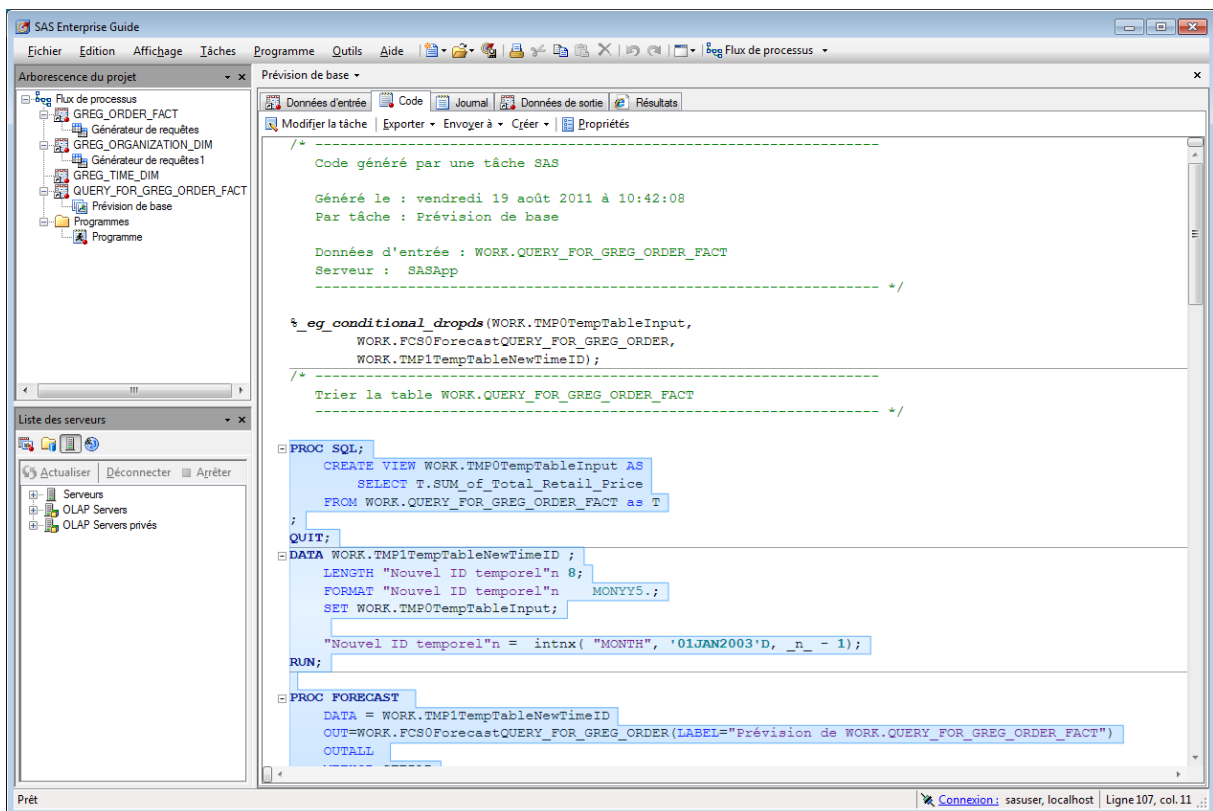 SAS Enterprise Guide
Fichier Edition Affichage Tâches Programme Outils Aide Flux de processus
Arborescence du projet
Flux de processus
GREG_ORDER_FACT
Générateur de requêtes
GREG_ORGANIZATION_DIM
Générateur de requêtes1
GREG_TIME_DIM
QUERY_FOR_GREG_ORDER_FACT
Prévision de base
Programmes
Programme
Liste des serveurs
Actualiser Déconnecter Arrêter
Serveurs
OLAP Servers
OLAP Servers privés
Prévision de base
Données d'entrée Code Journal Données de sortie Résultats
Modifier la tâche Exporter Envoyer à Créer Propriétés
/* --------------------------------------------------------------
Code généré par une tâche SAS
Généré le : vendredi 19 août 2011 à 10:42:08
Par tâche : Prévision de base
Données d'entrée : WORK.QUERY_FOR_GREG_ORDER_FACT
Serveur : SASApp
-------------------------------------------------------------- */
%_eg_conditional_dropds(WORK.TMP0TempTableInput,
WORK.FCS0ForecastQUERY_FOR_GREG_ORDER,
WORK.TMP1TempTableNewTimeID);
/* --------------------------------------------------------------
Trier la table WORK.QUERY_FOR_GREG_ORDER_FACT
-------------------------------------------------------------- */
PROC SQL;
CREATE VIEW WORK.TMP0TempTableInput AS
SELECT T.SUM_of_Total_Retail_Price
FROM WORK.QUERY_FOR_GREG_ORDER_FACT as T
;
QUIT;
DATA WORK.TMP1TempTableNewTimeID ;
LENGTH "Nouvel ID temporel"n 8;
FORMAT "Nouvel ID temporel"n MONYY5.;
SET WORK.TMP0TempTableInput;
"Nouvel ID temporel"n = intnx( "MONTH", '01JAN2003'D, _n_ - 1);
RUN;
PROC FORECAST
DATA = WORK.TMP1TempTableNewTimeID
OUT=WORK.FCS0ForecastQUERY_FOR_GREG_ORDER(LABEL="Prévision de WORK.QUERY_FOR_GREG_ORDER_FACT")
OUTALL
Prêt
Connexion : sasuser, localhost Ligne 107, col. 11